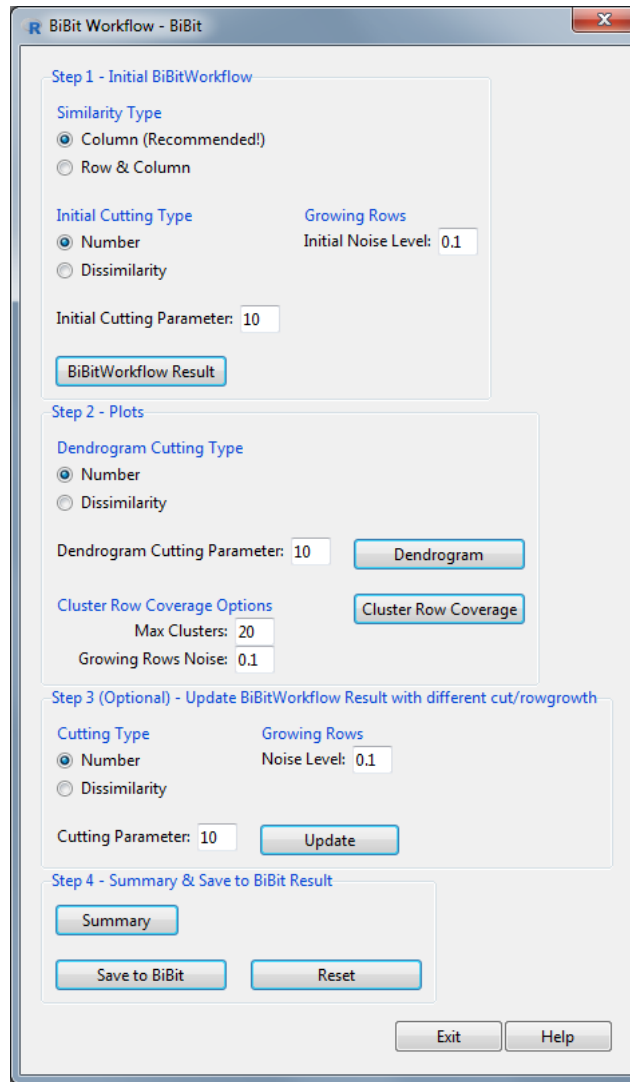 BiBit Workflow - BiBit
Step 1 - Initial BiBitWorkflow
Similarity Type
Column (Recommended!)
Row & Column
Initial Cutting Type
Growing Rows
Number
Initial Noise Level: 0.1
Dissimilarity
Initial Cutting Parameter: 10
BiBitWorkflow Result
Step 2 - Plots
Dendrogram Cutting Type
Number
Dissimilarity
Dendrogram Cutting Parameter: 10
Dendrogram
Cluster Row Coverage Options
Cluster Row Coverage
Max Clusters: 20
Growing Rows Noise: 0.1
Step 3 (Optional) - Update BiBitWorkflow Result with different cut/rowgrowth
Cutting Type
Growing Rows
Number
Noise Level: 0.1
Dissimilarity
Cutting Parameter: 10
Update
Step 4 - Summary & Save to BiBit Result
Summary
Save to BiBit
Reset
Exit
Help